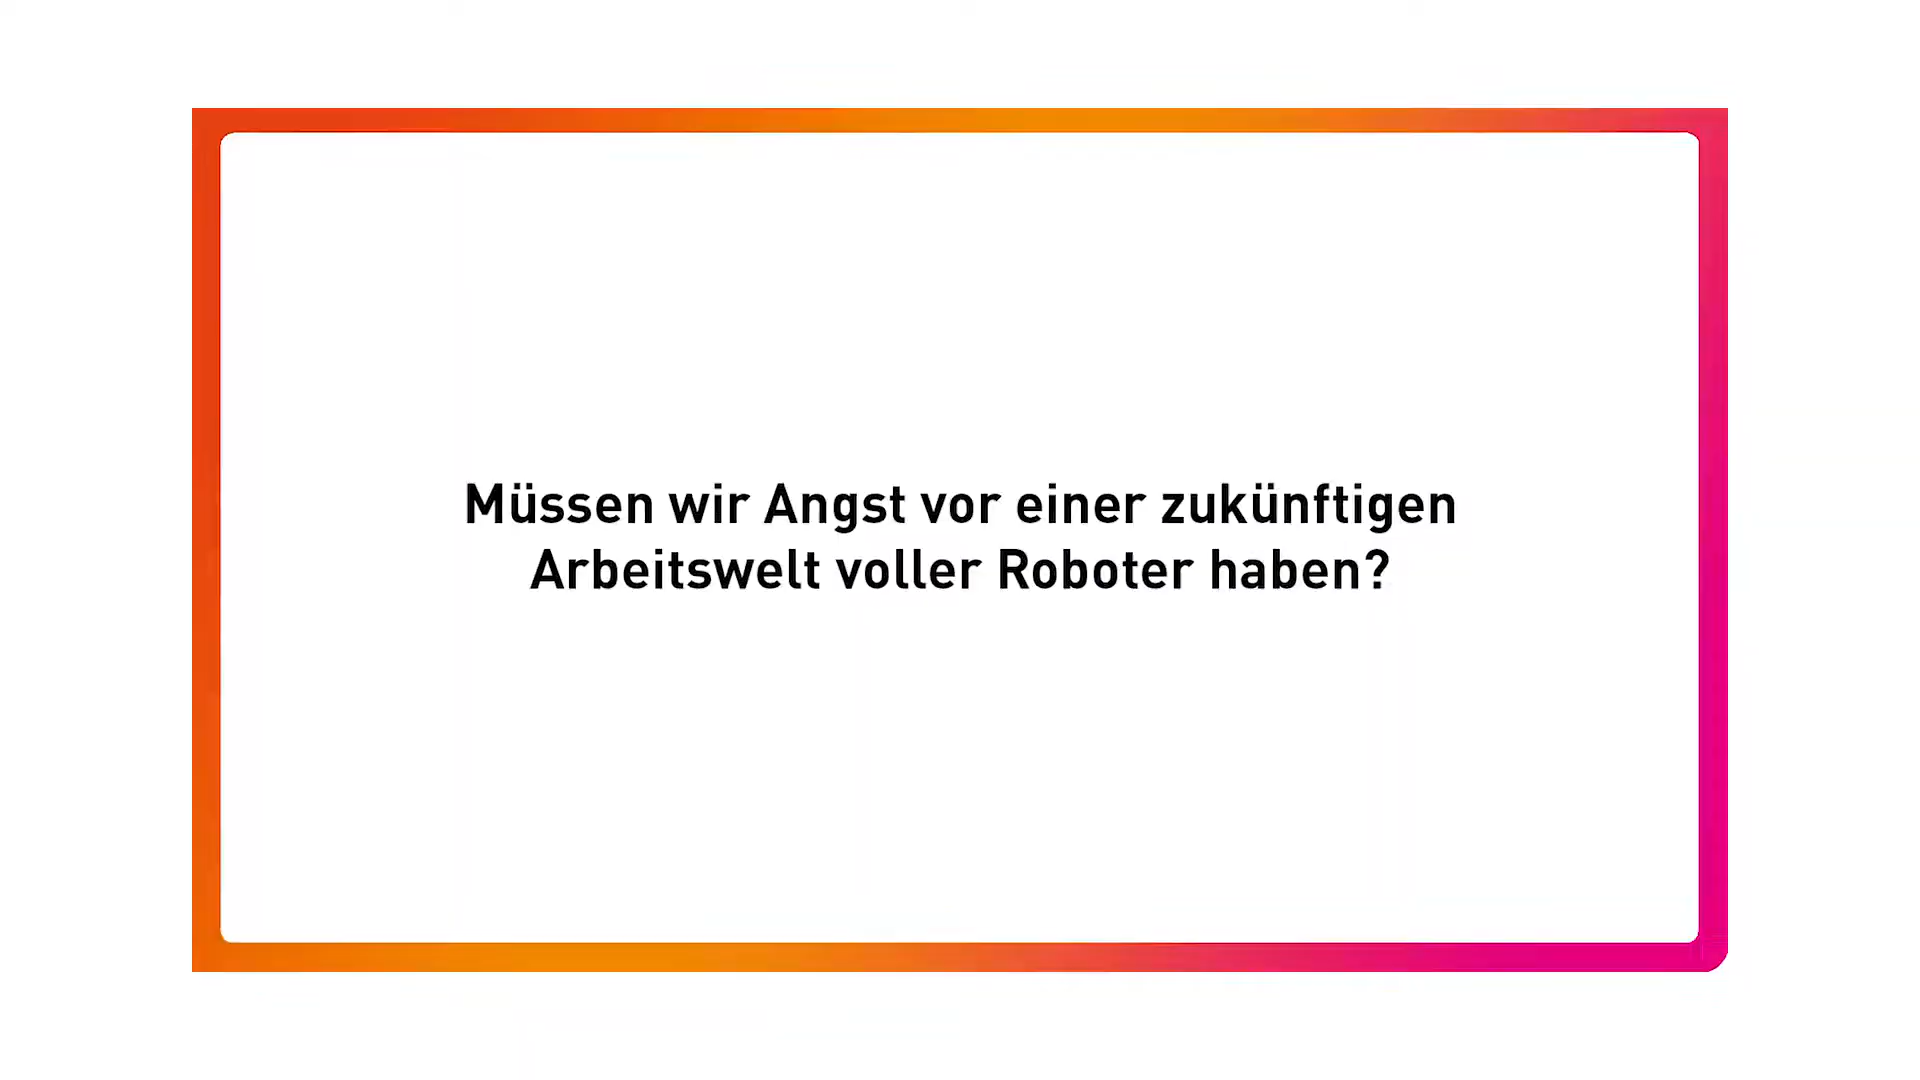 Müssen wir Angst vor einer zukünftigen
Arbeitswelt voller Roboter haben?